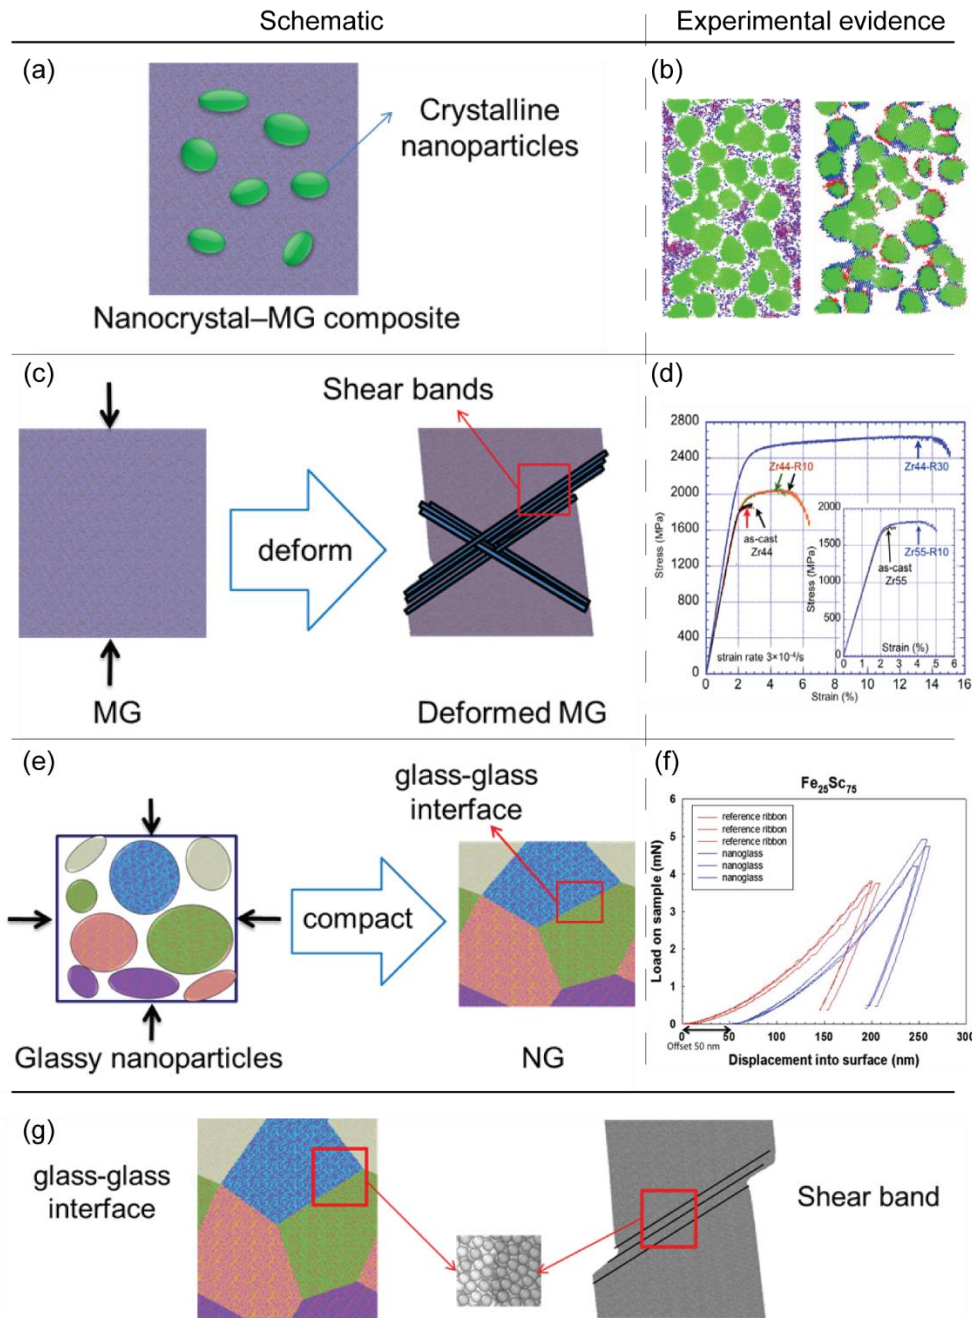 Schematic
Experimental evidence
(a)
Crystalline
nanoparticles
Nanocrystal–MG composite
(b)
(c)
Shear bands
deform
MG
Deformed MG
(d)
2800
2400
2000
1600
1200
800
400
0
Stress (MPa)
Zr44-R10
Zr44-R30
as-cast
Zr44
strain rate 3×10⁻⁴/s
0 2 4 6 8 10 12 14 16
Strain (%)
2000
1500
1000
500
0
Stress (MPa)
Zr55-R10
as-cast
Zr55
Strain (%)
0 1 2 3 4 5 6
(e)
glass-glass
interface
compact
Glassy nanoparticles
NG
(f)
Fe₂₅Sc₇₅
6
5
4
3
2
1
0
Load on sample (mN)
reference ribbon
reference ribbon
reference ribbon
nanoglass
nanoglass
nanoglass
0 50 100 150 200 250 300
Offset 50 nm
Displacement into surface (nm)
(g)
glass-glass
interface
Shear band